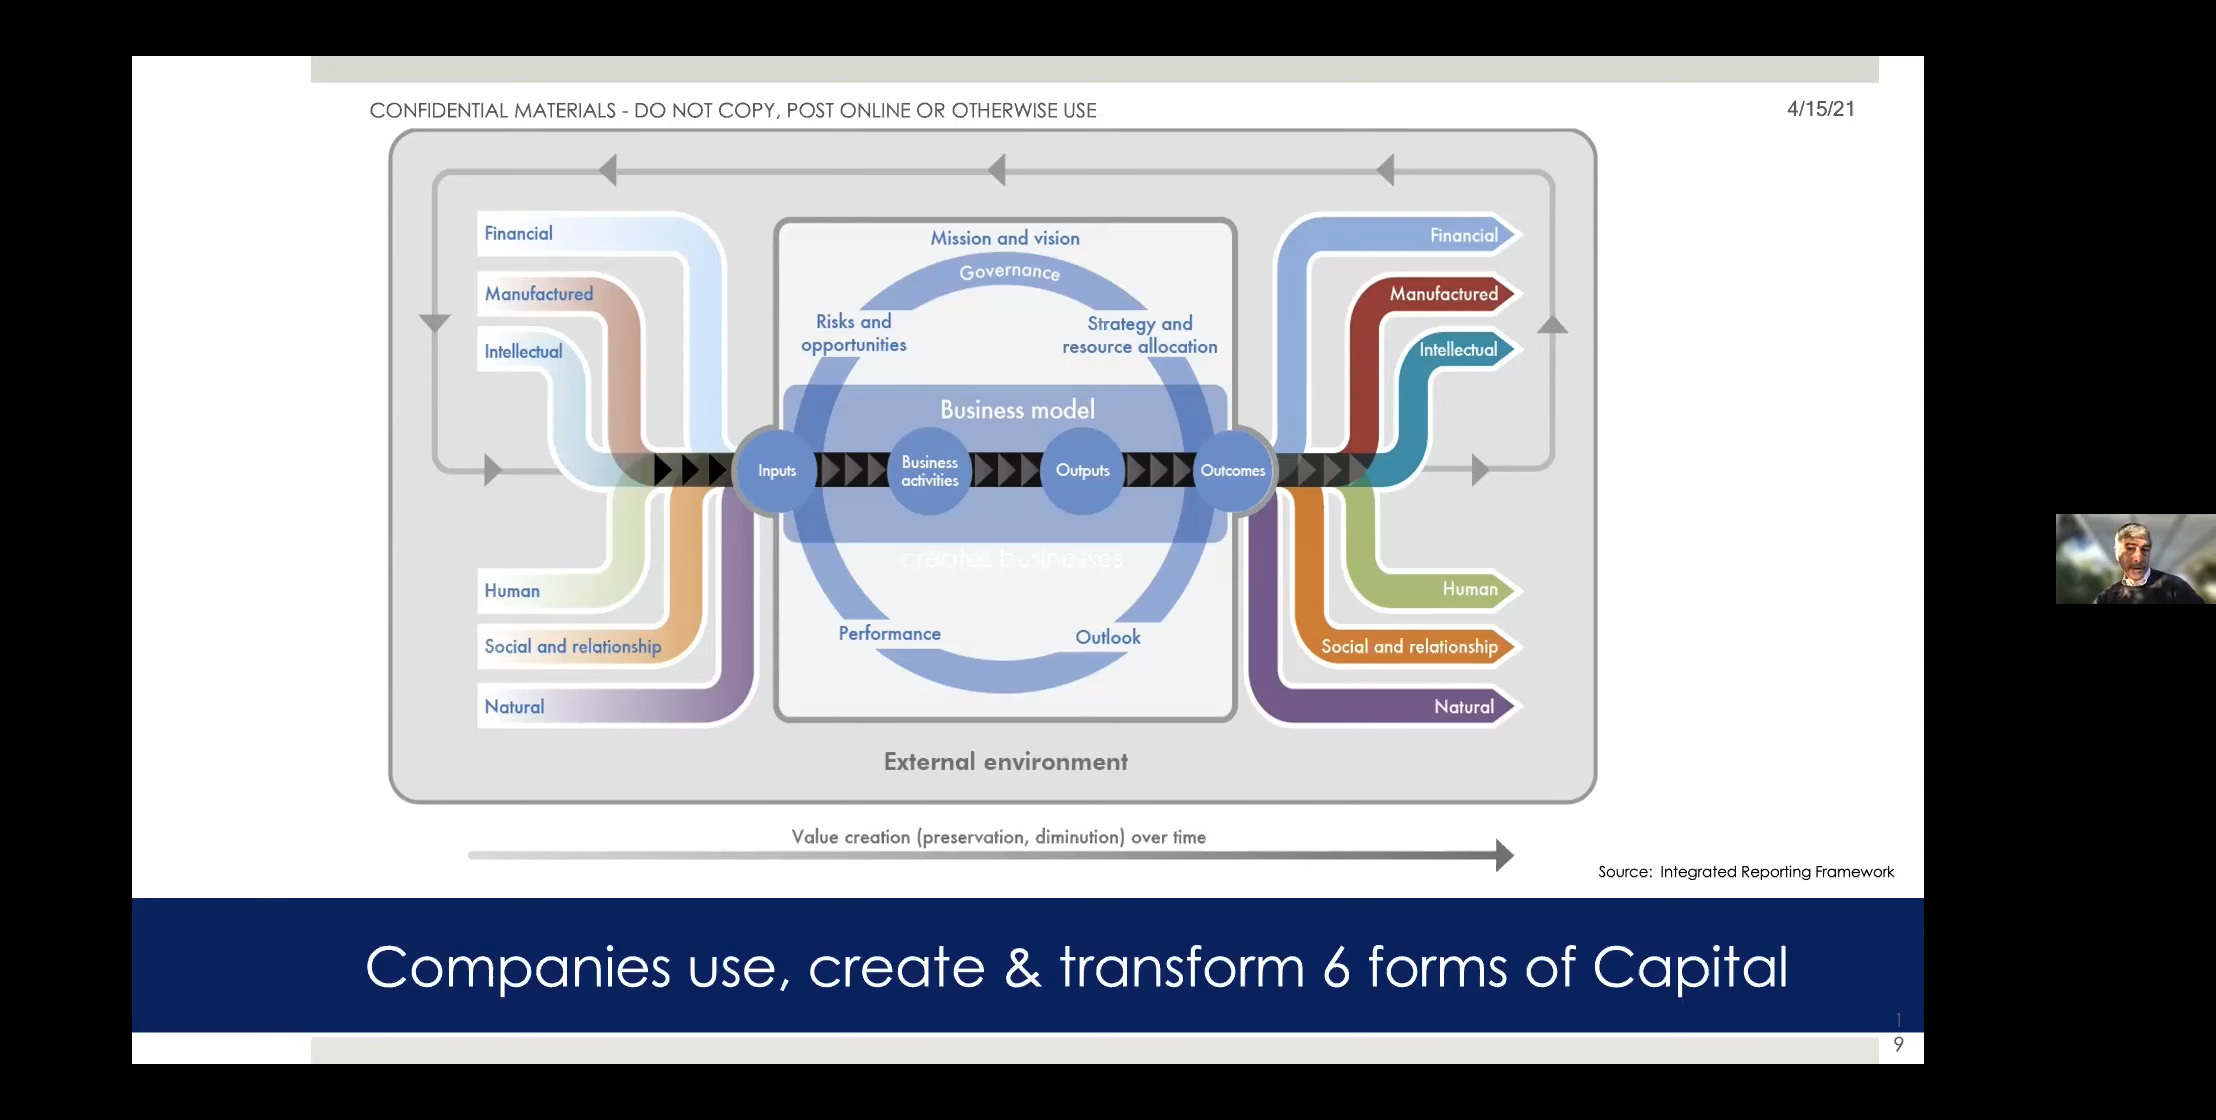 CONFIDENTIAL MATERIALS - DO NOT COPY, POST ONLINE OR OTHERWISE USE
4/15/21
Financial
Manufactured
Intellectual
Human
Social and relationship
Natural
Mission and vision
Governance
Risks and
opportunities
Strategy and
resource allocation
Business model
Inputs
Business
activities
Outputs
Outcomes
creates businesses
Performance
Outlook
Financial
Manufactured
Intellectual
Human
Social and relationship
Natural
External environment
Value creation (preservation, diminution) over time
Source: Integrated Reporting Framework
Companies use, create & transform 6 forms of Capital
1
9